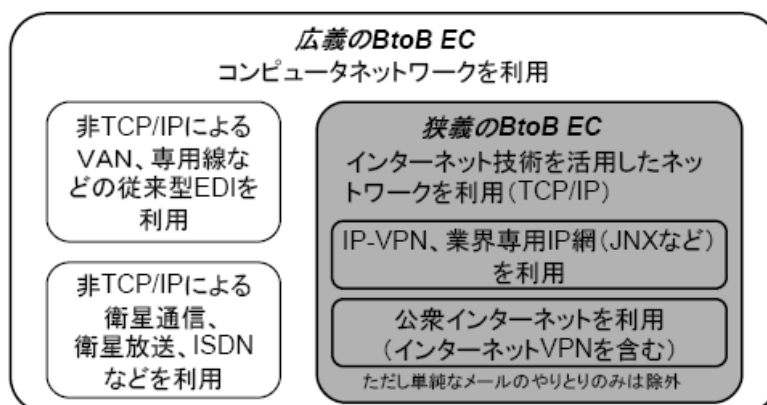 広義のBtoB EC
コンピュータネットワークを利用
非TCP/IPによる
VAN、専用線な
どの従来型EDIを
利用
非TCP/IPによる
衛星通信、
衛星放送、ISDN
などを利用
狭義のBtoB EC
インターネット技術を活用したネッ
トワークを利用(TCP/IP)
IP-VPN、業界専用IP網(JNXなど)
を利用
公衆インターネットを利用
(インターネットVPNを含む)
ただし単純なメールのやりとりのみは除外